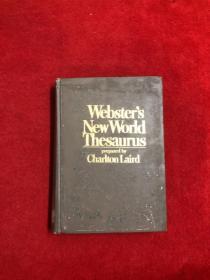 Webster's
New World
Thesaurus
prepared by
Charlton Laird